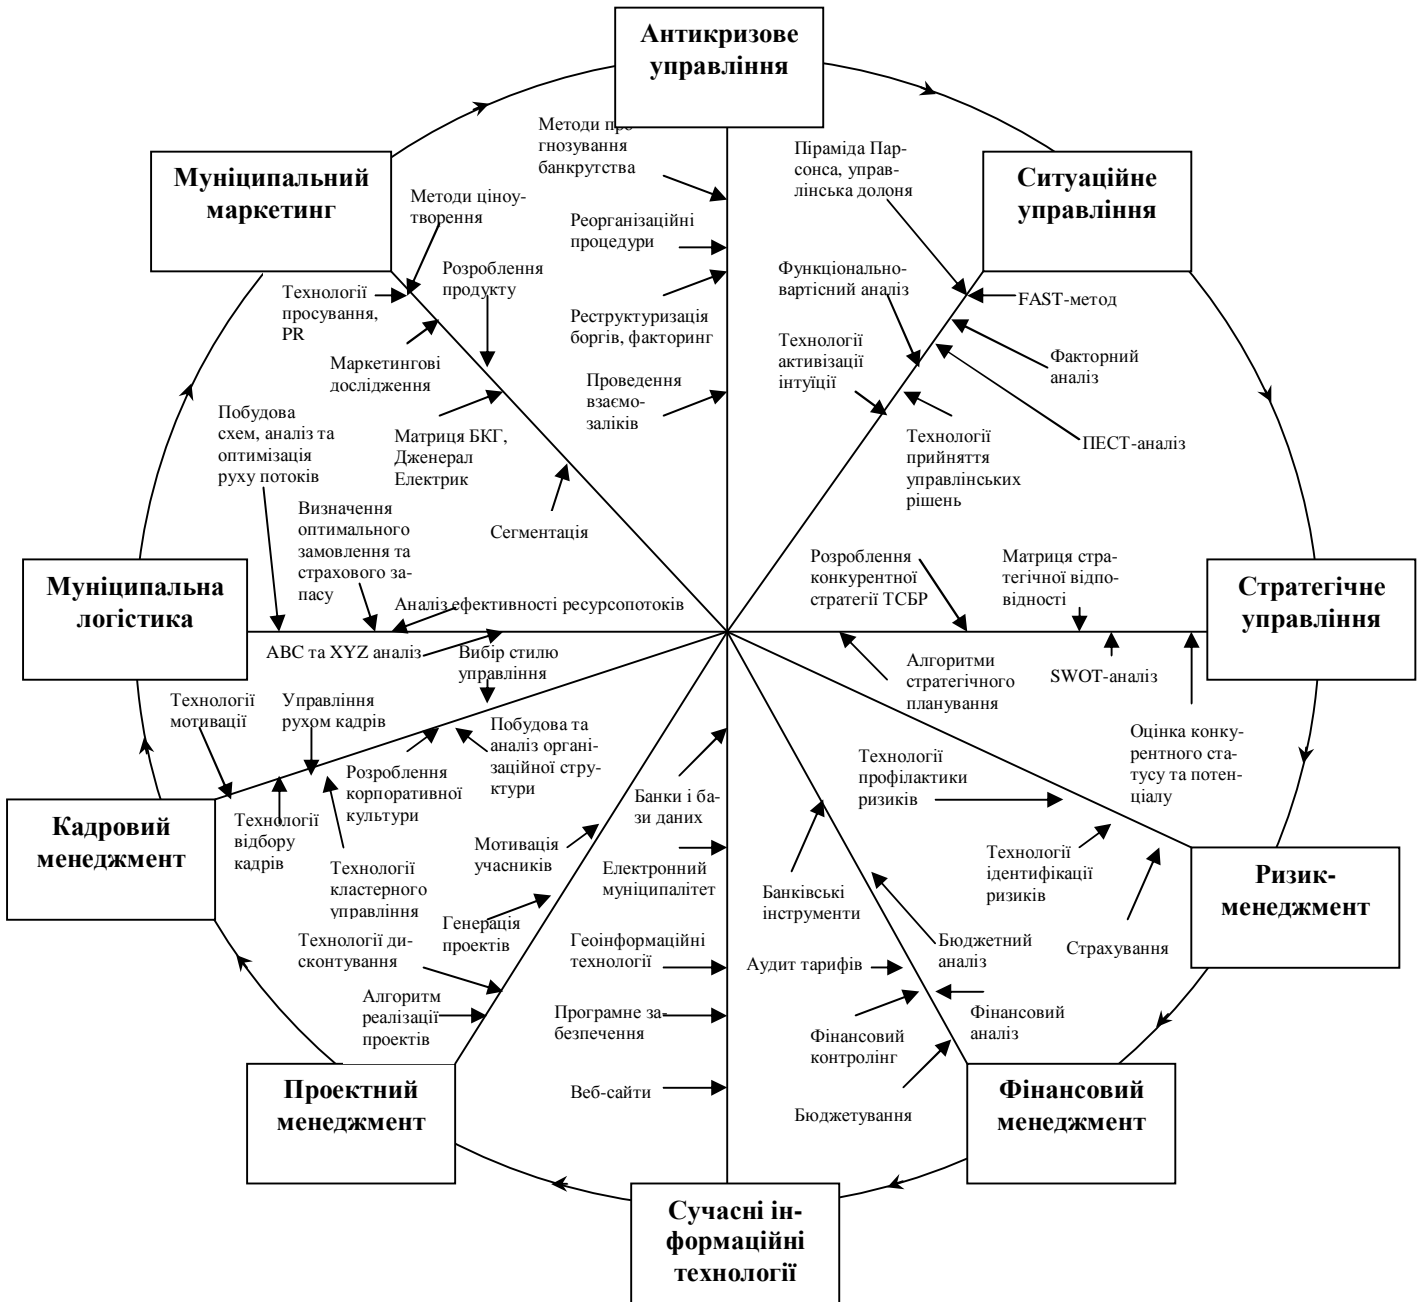 Антикризове
управління
Муніципальний
маркетинг
Ситуаційне
управління
Методи про-
гнозування
банкрутства
Реорганізаційні
процедури
Реструктуризація
боргів, факторинг
Проведення
взаємо-
заліків
Піраміда Пар-
сонса, управ-
лінська долоня
Функціонально-
вартісний аналіз
Технології
активізації
інтуїції
FAST-метод
Факторний
аналіз
ПЕСТ-аналіз
Технології
прийняття
управлінських
рішень
Методи ціноу-
творення
Розроблення
продукту
Технології
просування,
PR
Маркетингові
дослідження
Матриця БКГ,
Дженерал
Електрик
Сегментація
Побудова
схем, аналіз та
оптимізація
руху потоків
Визначення
оптимального
замовлення та
страхового за-
пасу
Аналіз ефективності ресурсопотоків
АВС та XYZ аналіз
Муніципальна
логістика
Стратегічне
управління
Розроблення
конкурентної
стратегії ТСБР
Матриця стра-
тегічної відпо-
відності
Алгоритми
стратегічного
планування
SWOT-аналіз
Оцінка конку-
рентного ста-
тусу та потен-
ціалу
Вибір стилю
управління
Технології
мотивації
Управління
рухом кадрів
Побудова та
аналіз органі-
заційної стру-
ктури
Розроблення
корпоративної
культури
Технології
відбору
кадрів
Технології
кластерного
управління
Кадровий
менеджмент
Технології
профілактики
ризиків
Технології
ідентифікації
ризиків
Страхування
Ризик-
менеджмент
Мотивація
учасників
Генерація
проектів
Технології ди-
сконтування
Алгоритм
реалізації
проектів
Проектний
менеджмент
Банки і ба-
зи даних
Електронний
муніципалітет
Геоінформаційні
технології
Програмне за-
безпечення
Веб-сайти
Банківські
інструменти
Бюджетний
аналіз
Аудит тарифів
Фінансовий
аналіз
Фінансовий
контролінг
Бюджетування
Фінансовий
менеджмент
Сучасні ін-
формаційні
технології